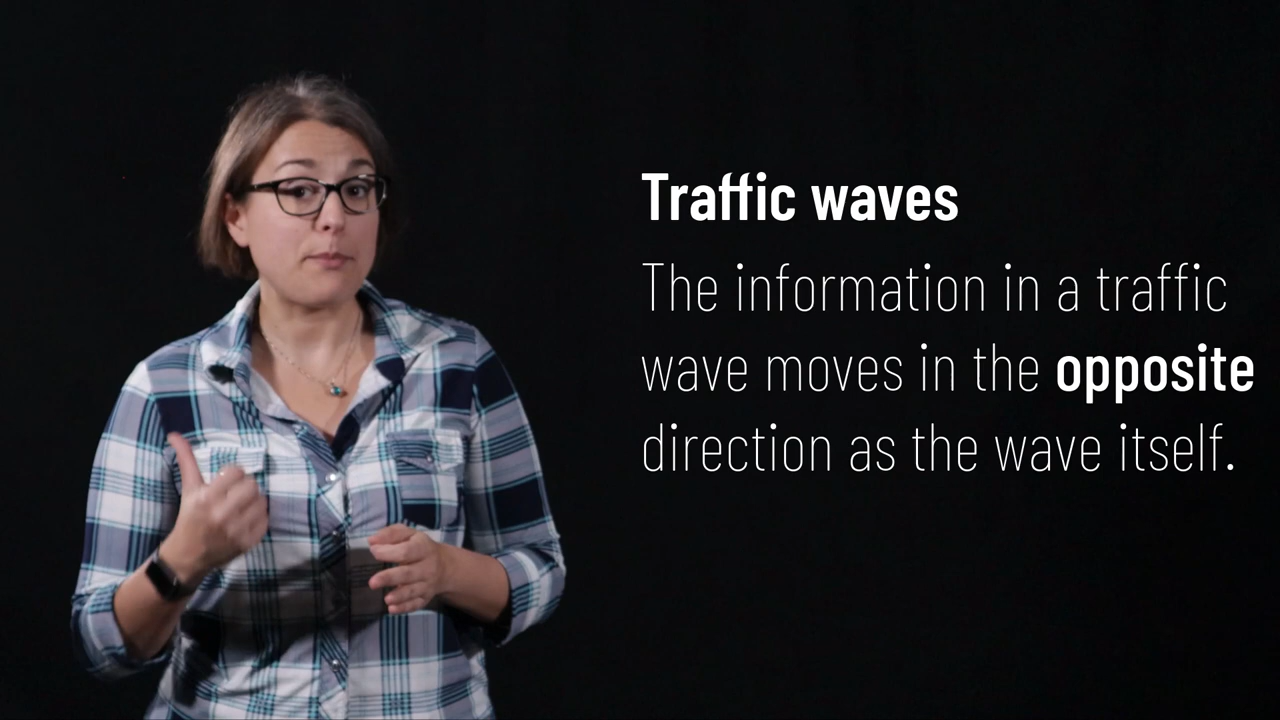 Traffic waves
The information in a traffic
wave moves in the opposite
direction as the wave itself.